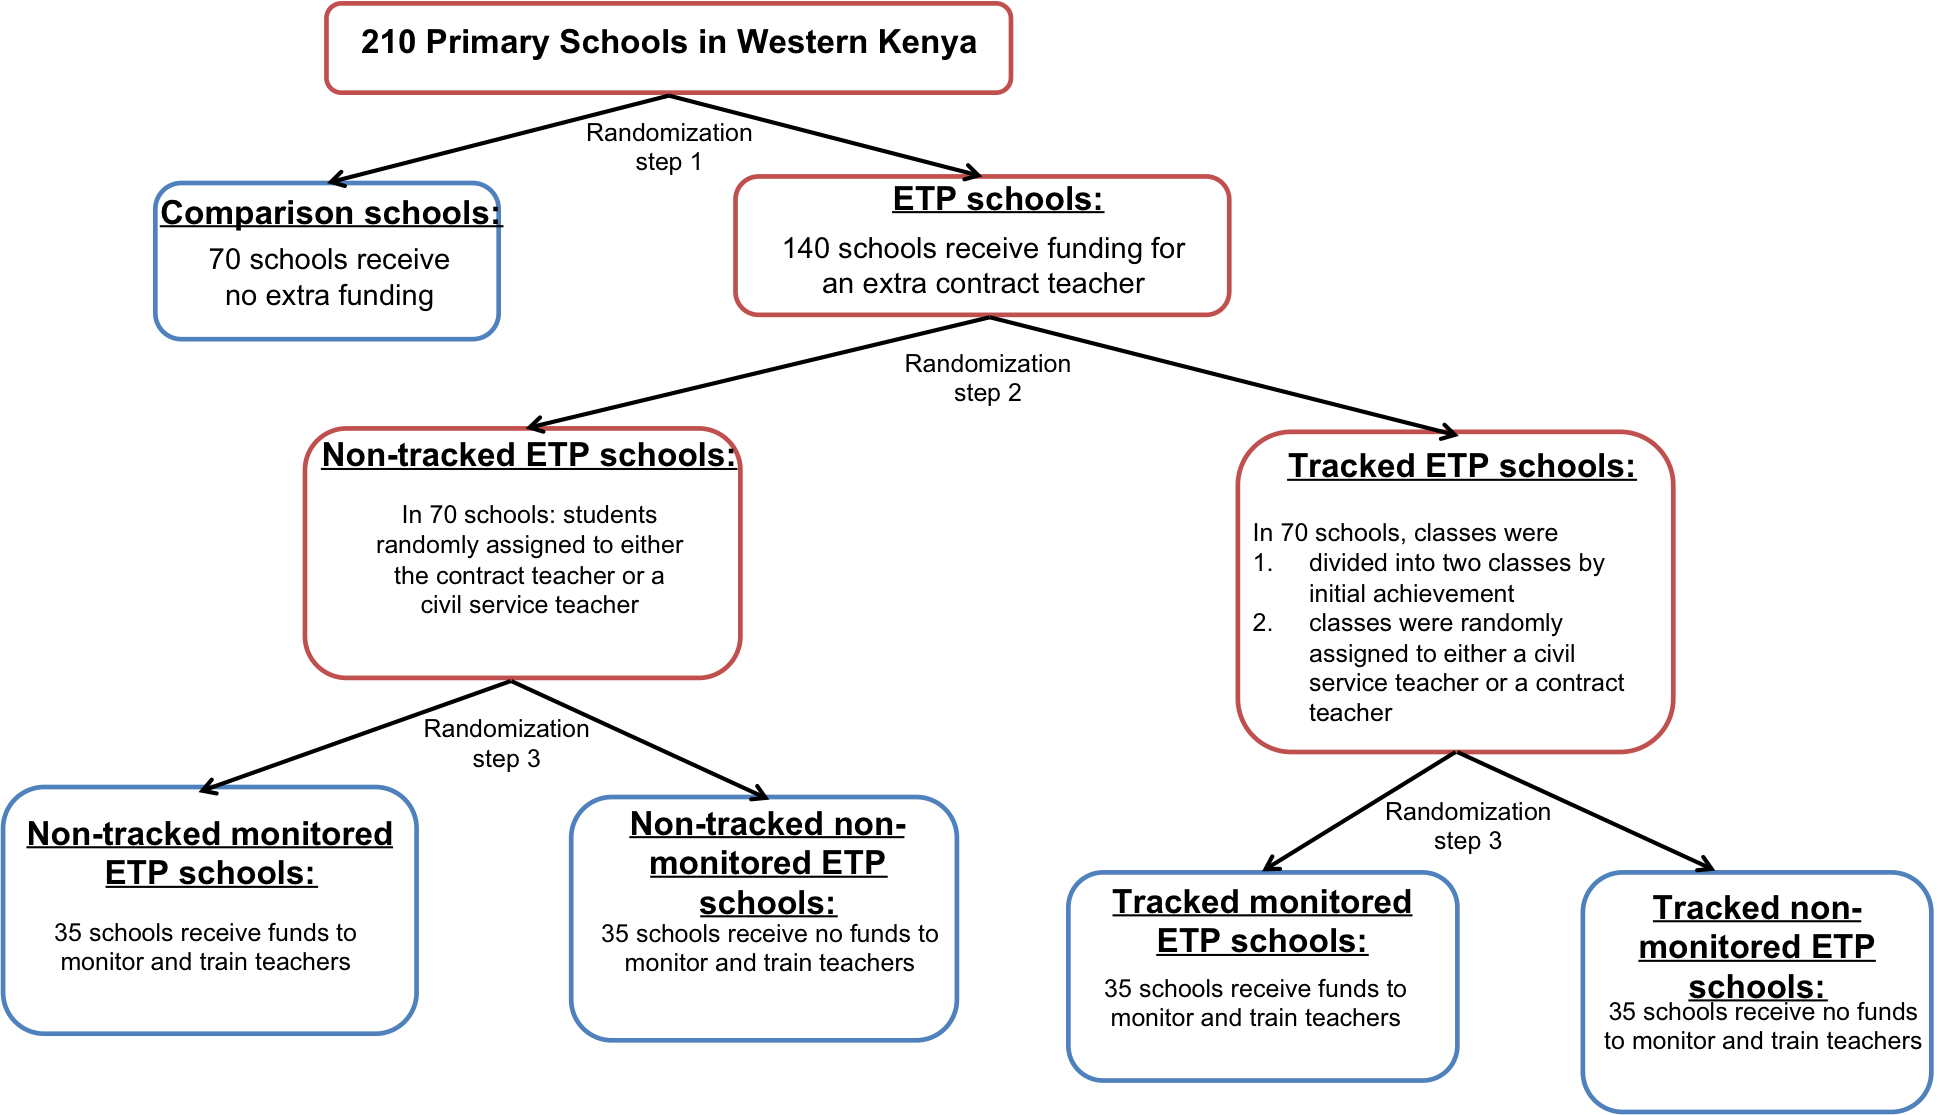 210 Primary Schools in Western Kenya
Randomization
step 1
Comparison schools:
70 schools receive
no extra funding
ETP schools:
140 schools receive funding for
an extra contract teacher
Randomization
step 2
Non-tracked ETP schools:
In 70 schools: students
randomly assigned to either
the contract teacher or a
civil service teacher
Tracked ETP schools:
In 70 schools, classes were
1. divided into two classes by
initial achievement
2. classes were randomly
assigned to either a civil
service teacher or a contract
teacher
Randomization
step 3
Randomization
step 3
Non-tracked monitored
ETP schools:
35 schools receive funds to
monitor and train teachers
Non-tracked non-
monitored ETP
schools:
35 schools receive no funds to
monitor and train teachers
Tracked monitored
ETP schools:
35 schools receive funds to
monitor and train teachers
Tracked non-
monitored ETP
schools:
35 schools receive no funds
to monitor and train teachers